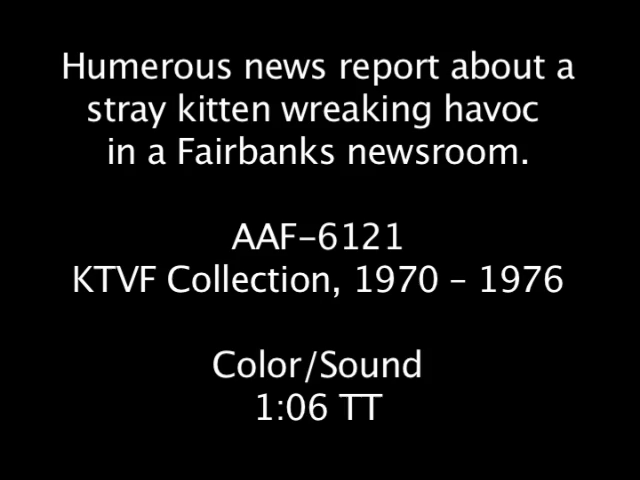 Humerous news report about a
stray kitten wreaking havoc
in a Fairbanks newsroom.
AAF-6121
KTVF Collection, 1970 – 1976
Color/Sound
1:06 TT